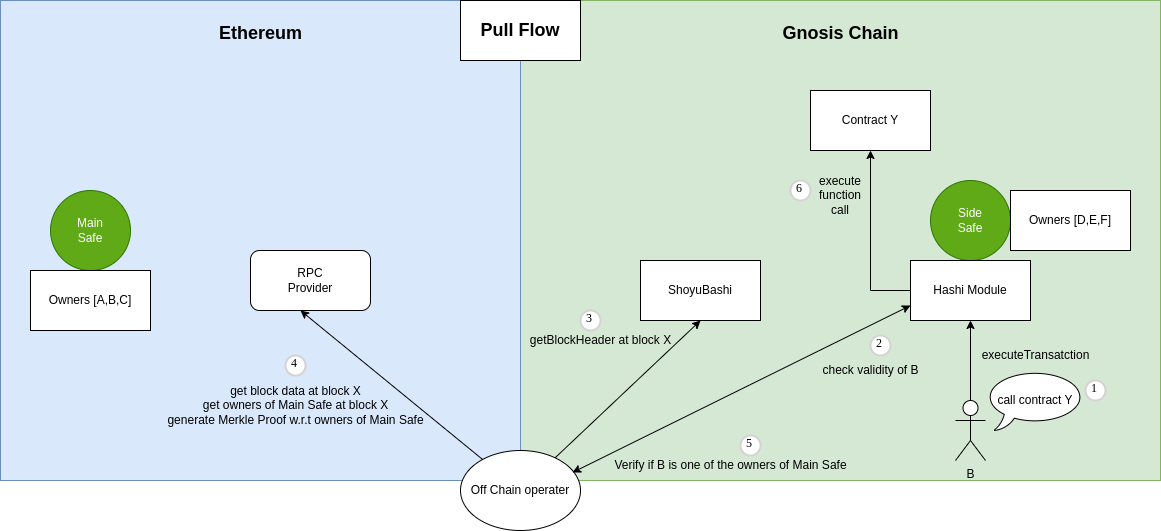 Ethereum
Pull Flow
Gnosis Chain
Contract Y
6
execute
function
call
Main
Safe
Owners [A,B,C]
RPC
Provider
Side
Safe
Owners [D,E,F]
ShoyuBashi
Hashi Module
3
getBlockHeader at block X
2
check validity of B
executeTransatction
1
call contract Y
4
get block data at block X
get owners of Main Safe at block X
generate Merkle Proof w.r.t owners of Main Safe
5
Verify if B is one of the owners of Main Safe
B
Off Chain operater